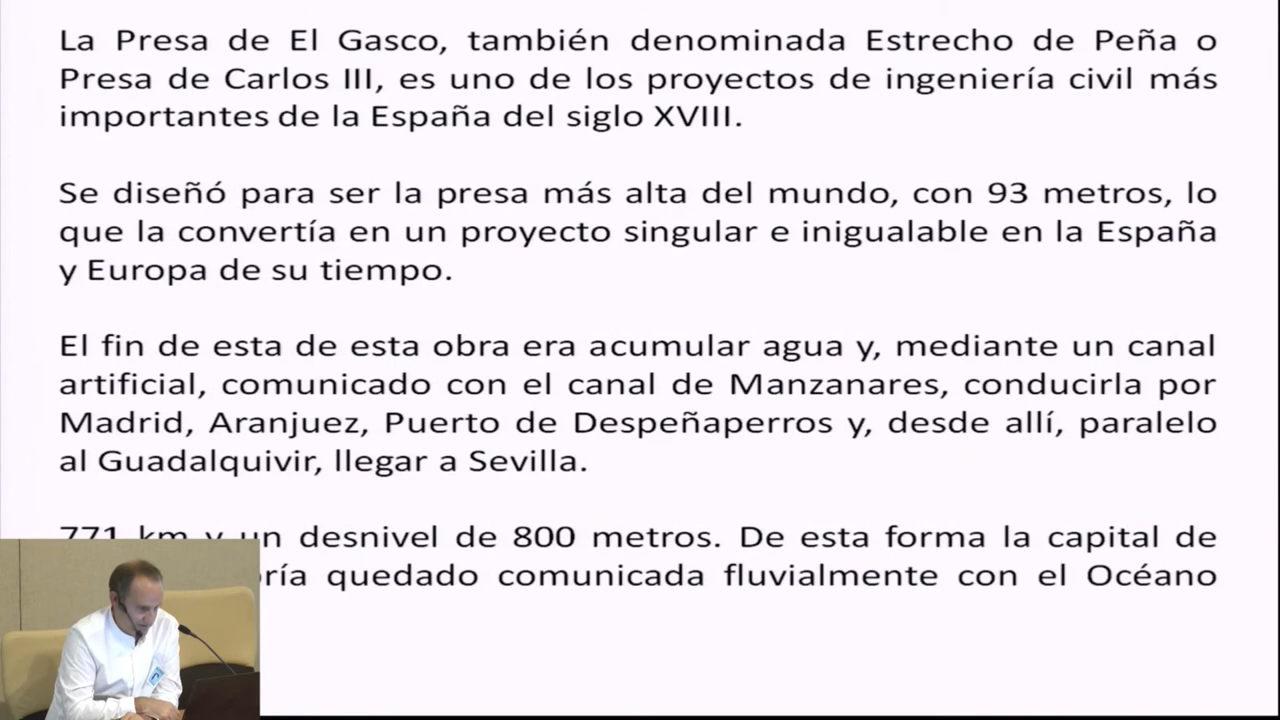 La Presa de El Gasco, también denominada Estrecho de Peña o
Presa de Carlos III, es uno de los proyectos de ingeniería civil más
importantes de la España del siglo XVIII.
Se diseñó para ser la presa más alta del mundo, con 93 metros, lo
que la convertía en un proyecto singular e inigualable en la España
y Europa de su tiempo.
El fin de esta de esta obra era acumular agua y, mediante un canal
artificial, comunicado con el canal de Manzanares, conducirla por
Madrid, Aranjuez, Puerto de Despeñaperros y, desde allí, paralelo
al Guadalquivir, llegar a Sevilla.
771 km y un desnivel de 800 metros. De esta forma la capital de
quedado comunicada fluvialmente con el Océano